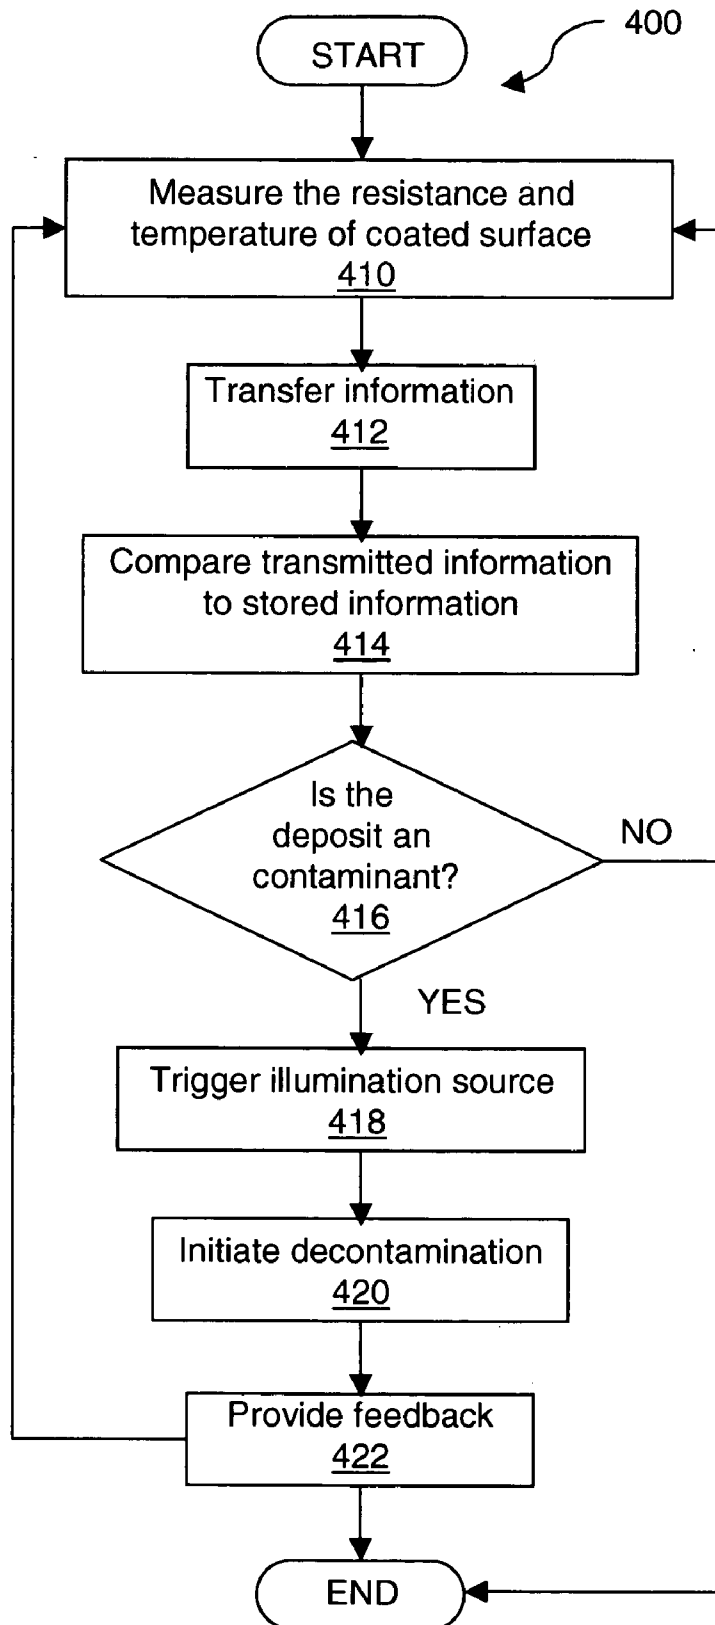 400
START
Measure the resistance and
temperature of coated surface
410
Transfer information
412
Compare transmitted information
to stored information
414
Is the
deposit an
contaminant?
416
NO
YES
Trigger illumination source
418
Initiate decontamination
420
Provide feedback
422
END